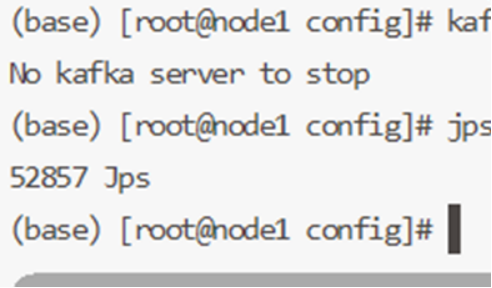 (base) [root@node1 config]# kaf
No kafka server to stop
(base) [root@node1 config]# jps
52857 Jps
(base) [root@node1 config]#